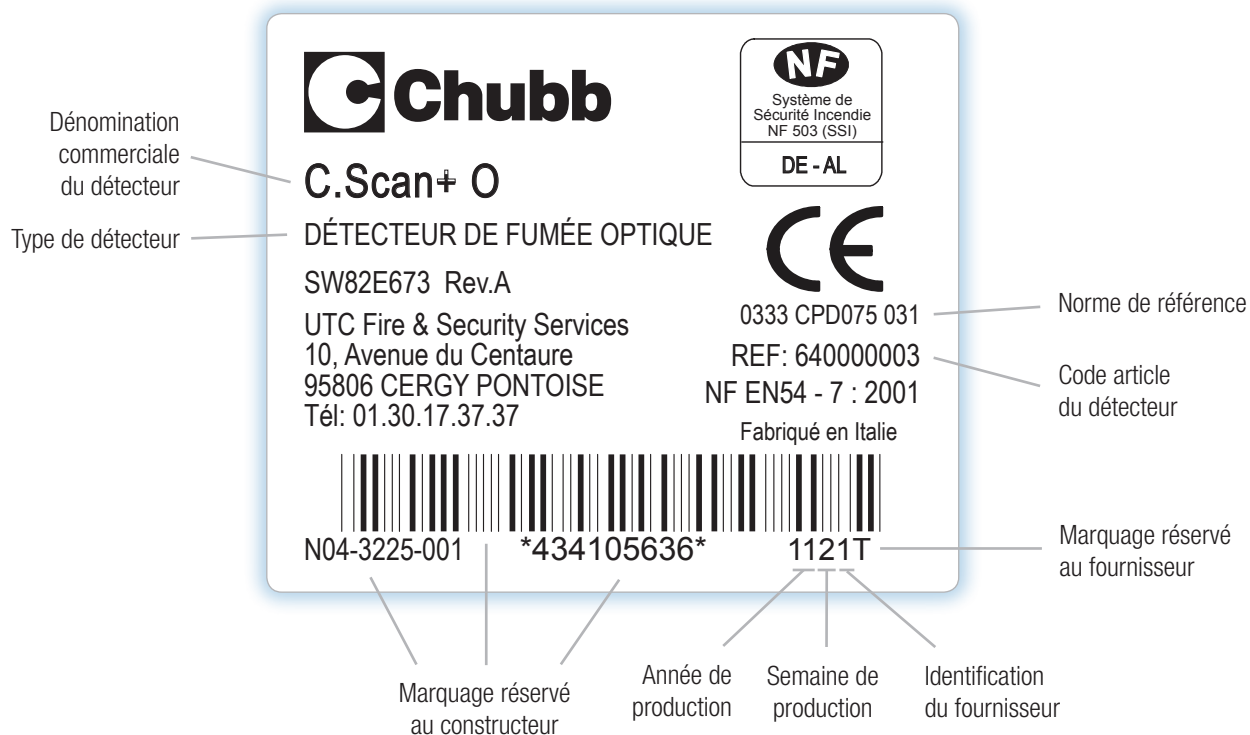 Chubb
NF
Système de
Sécurité Incendie
NF 503 (SSI)
DE - AL
Dénomination
commerciale
du détecteur
C.Scan+ O
Type de détecteur
DÉTECTEUR DE FUMÉE OPTIQUE
CE
SW82E673 Rev.A
UTC Fire & Security Services
10, Avenue du Centaure
95806 CERGY PONTOISE
Tél: 01.30.17.37.37
0333 CPD075 031
REF: 640000003
NF EN54 - 7 : 2001
Fabriqué en Italie
Norme de référence
Code article
du détecteur
N04-3225-001 *434105636* 1121T
Marquage réservé
au fournisseur
Marquage réservé
au constructeur
Année de
production
Semaine de
production
Identification
du fournisseur